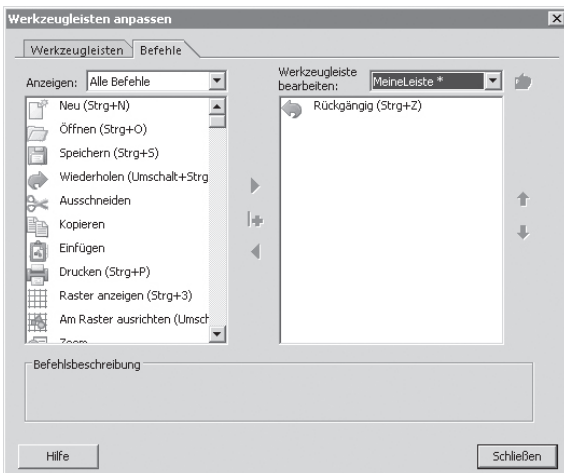 Werkzeugleisten anpassen
Werkzeugleisten
Befehle
Anzeigen:
Alle Befehle
Neu (Strg+N)
Öffnen (Strg+O)
Speichern (Strg+S)
Wiederholen (Umschalt+Strg
Ausschneiden
Kopieren
Einfügen
Drucken (Strg+P)
Raster anzeigen (Strg+3)
Am Raster ausrichten (Umsch
Zoom
Werkzeugleiste
bearbeiten:
MeineLeiste *
Rückgängig (Strg+Z)
Befehlsbeschreibung
Hilfe
Schließen